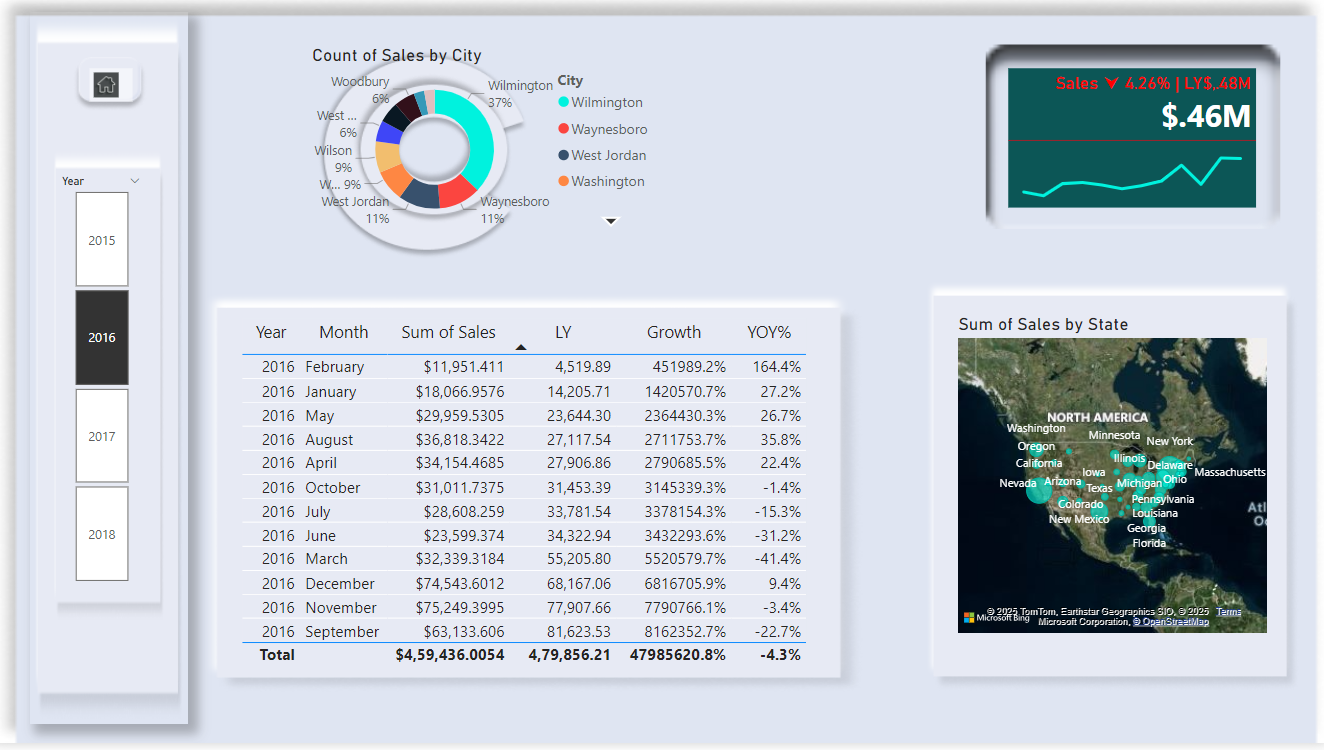 Count of Sales by City
Woodbury
6%
West ...
6%
Wilson
9%
W... 9%
West Jordan
11%
Wilmington
37%
Waynesboro
11%
City
Wilmington
Waynesboro
West Jordan
Washington
Sales 4.26% | LY$,.48M
$.46M
Year
2015
2016
2017
2018
Year Month Sum of Sales LY Growth YOY%
2016 February $11,951.411 4,519.89 451989.2% 164.4%
2016 January $18,066.9576 14,205.71 1420570.7% 27.2%
2016 May $29,959.5305 23,644.30 2364430.3% 26.7%
2016 August $36,818.3422 27,117.54 2711753.7% 35.8%
2016 April $34,154.4685 27,906.86 2790685.5% 22.4%
2016 October $31,011.7375 31,453.39 3145339.3% -1.4%
2016 July $28,608.259 33,781.54 3378154.3% -15.3%
2016 June $23,599.374 34,322.94 3432293.6% -31.2%
2016 March $32,339.3184 55,205.80 5520579.7% -41.4%
2016 December $74,543.6012 68,167.06 6816705.9% 9.4%
2016 November $75,249.3995 77,907.66 7790766.1% -3.4%
2016 September $63,133.606 81,623.53 8162352.7% -22.7%
Total $4,59,436.0054 4,79,856.21 47985620.8% -4.3%
Sum of Sales by State
NORTH AMERICA
Washington
Minnesota
New York
Oregon
Illinois
California
Delaware
Iowa
Massachusetts
Nevada
Arizona
Texas
Michigan
Ohio
Colorado
Pennsylvania
New Mexico
Louisiana
Georgia
Florida
Atl
Oc
Microsoft Bing
© 2025 TomTom, Earthstar Geographics SIO, © 2025 Terms
Microsoft Corporation, © OpenStreetMap